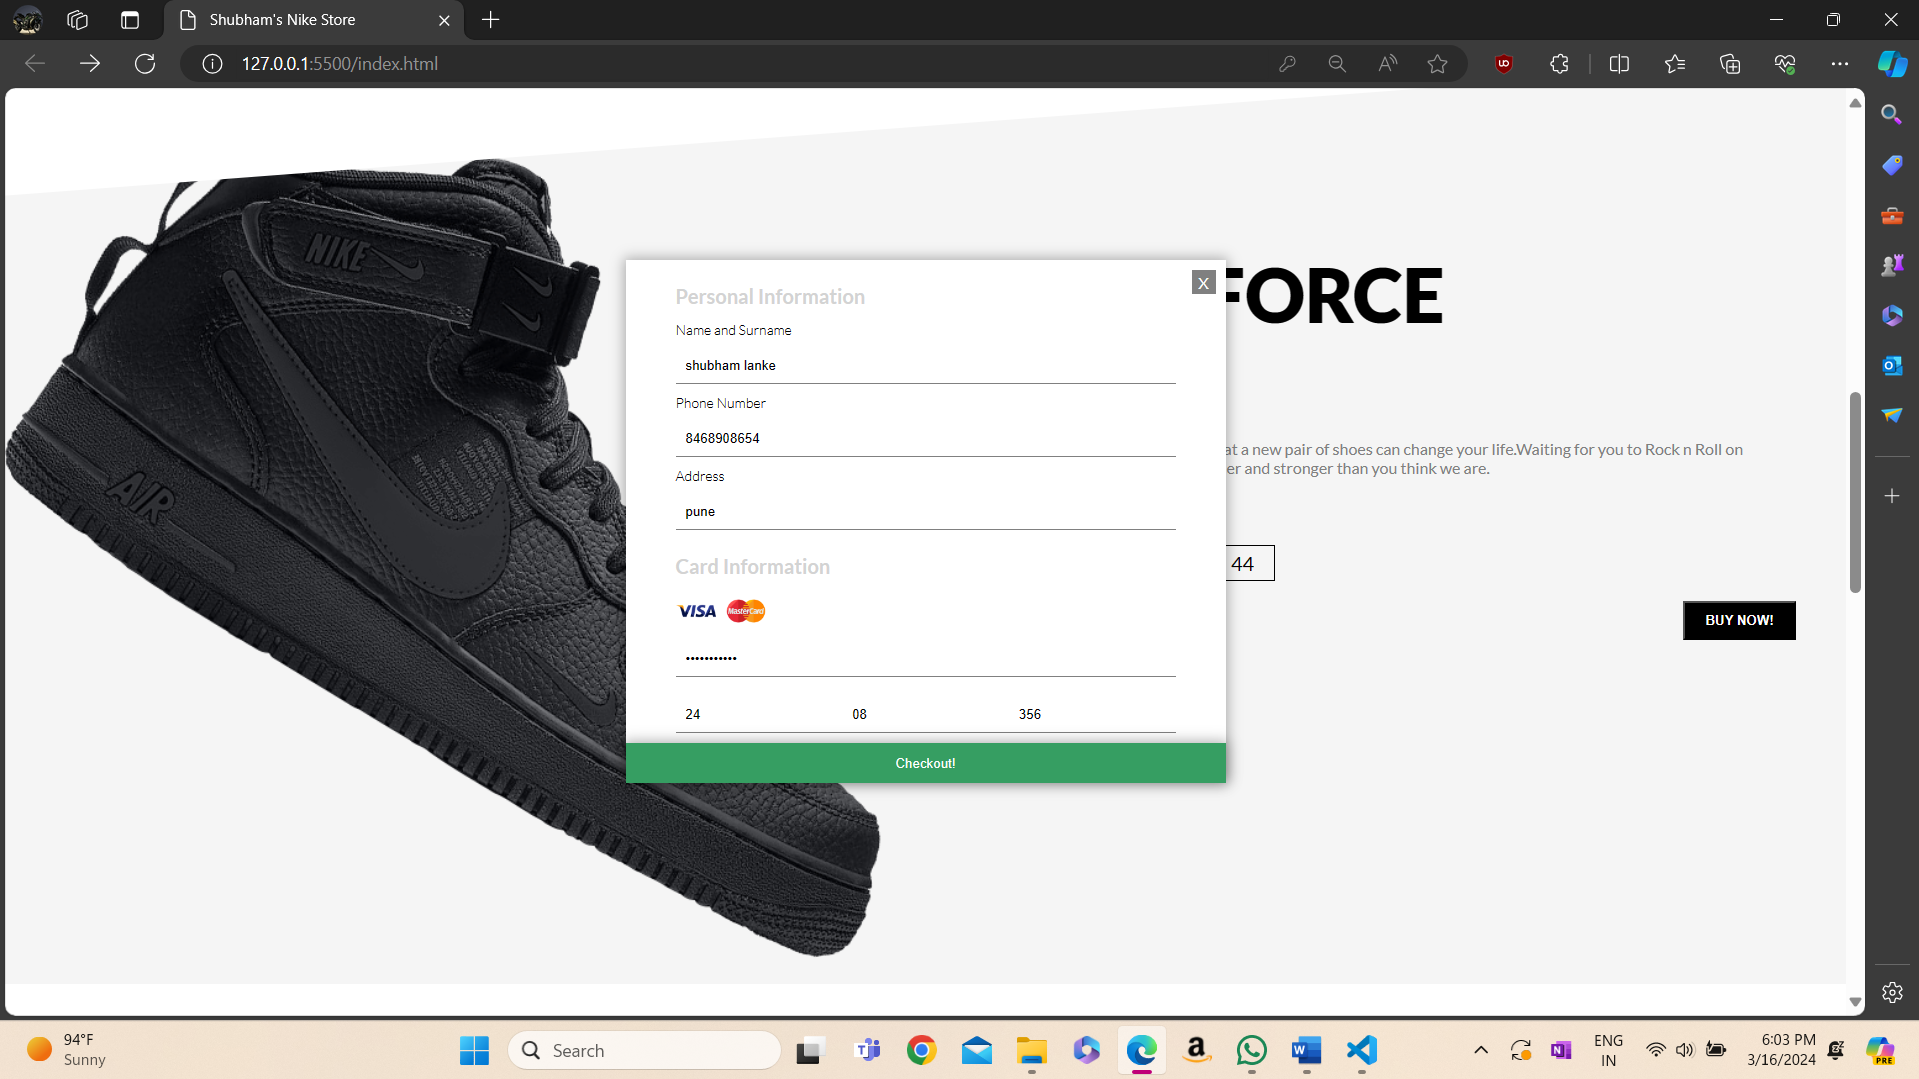 Shubham's Nike Store
127.0.0.1:5500/index.html
NIKE
AIR
FORCE
Personal Information
X
Name and Surname
shubham lanke
Phone Number
8468908654
at a new pair of shoes can change your life.Waiting for you to Rock n Roll on
er and stronger than you think we are.
Address
pune
44
Card Information
VISA MasterCard
BUY NOW!
•••••••••••
24 08 356
Checkout!
94°F
Sunny
Search
ENG
IN
6:03 PM
3/16/2024
PRE